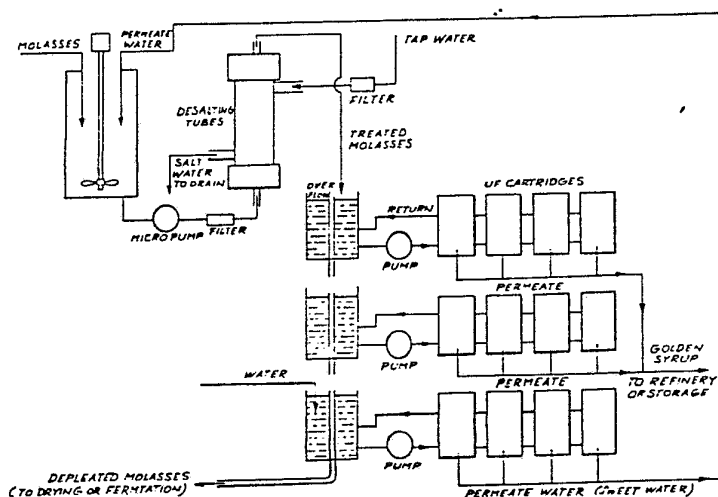 MOLASSES
PERMEATE
WATER
TAP WATER
FILTER
DESALTING
TUBES
TREATED
MOLASSES
SALT
WATER
TO DRAIN
MICROPUMP
FILTER
OVER
FLOW
RETURN
UF CARTRIDGES
PUMP
PERMEATE
PUMP
PERMEATE
GOLDEN
SYRUP
TO REFINERY
OR STORAGE
WATER
PUMP
DEPLEATED MOLASSES
(TO DRYING OR FERMTATION)
PERMEATE WATER (SWEET WATER)